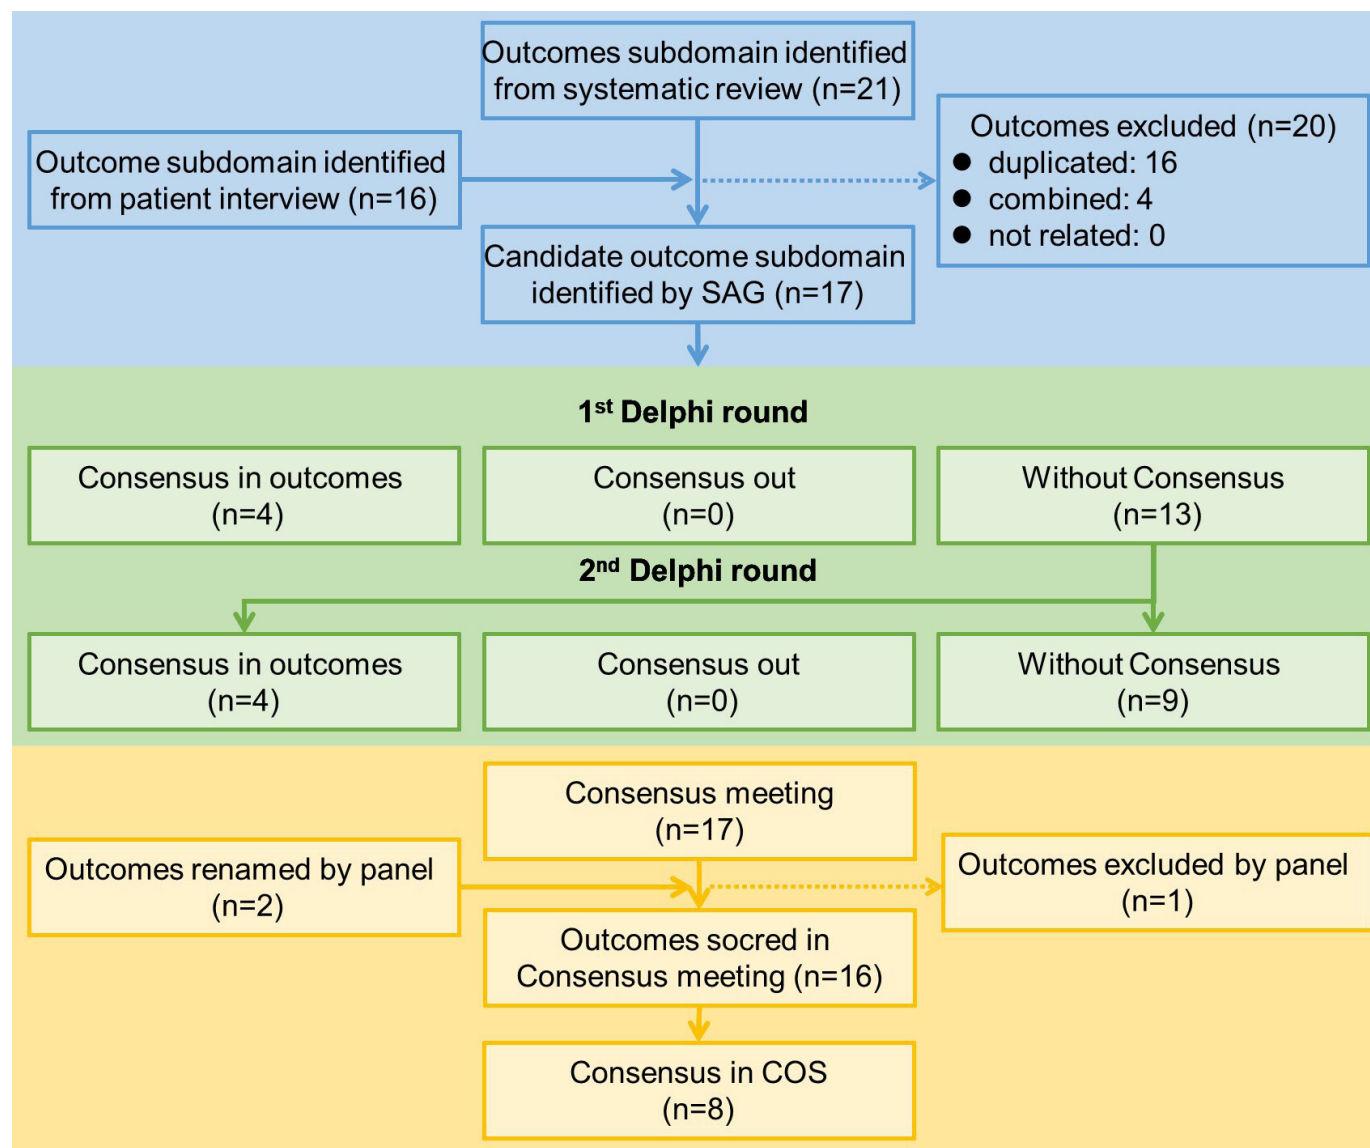 Outcomes subdomain identified
from systematic review (n=21)
Outcome subdomain identified
from patient interview (n=16)
Outcomes excluded (n=20)
● duplicated: 16
● combined: 4
● not related: 0
Candidate outcome subdomain
identified by SAG (n=17)
1st Delphi round
Consensus in outcomes
(n=4)
Consensus out
(n=0)
Without Consensus
(n=13)
2nd Delphi round
Consensus in outcomes
(n=4)
Consensus out
(n=0)
Without Consensus
(n=9)
Consensus meeting
(n=17)
Outcomes renamed by panel
(n=2)
Outcomes excluded by panel
(n=1)
Outcomes socred in
Consensus meeting (n=16)
Consensus in COS
(n=8)